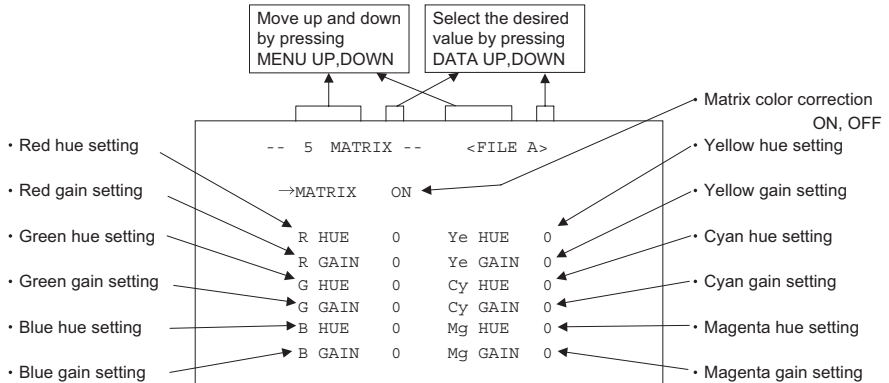 Move up and down
by pressing
MENU UP,DOWN
Select the desired
value by pressing
DATA UP,DOWN
・Matrix color correction
ON, OFF
-- 5 MATRIX -- <FILE A>
→MATRIX ON
R HUE 0 Ye HUE 0
R GAIN 0 Ye GAIN 0
G HUE 0 Cy HUE 0
G GAIN 0 Cy GAIN 0
B HUE 0 Mg HUE 0
B GAIN 0 Mg GAIN 0
・Red hue setting
・Red gain setting
・Green hue setting
・Green gain setting
・Blue hue setting
・Blue gain setting
・Yellow hue setting
・Yellow gain setting
・Cyan hue setting
・Cyan gain setting
・Magenta hue setting
・Magenta gain setting